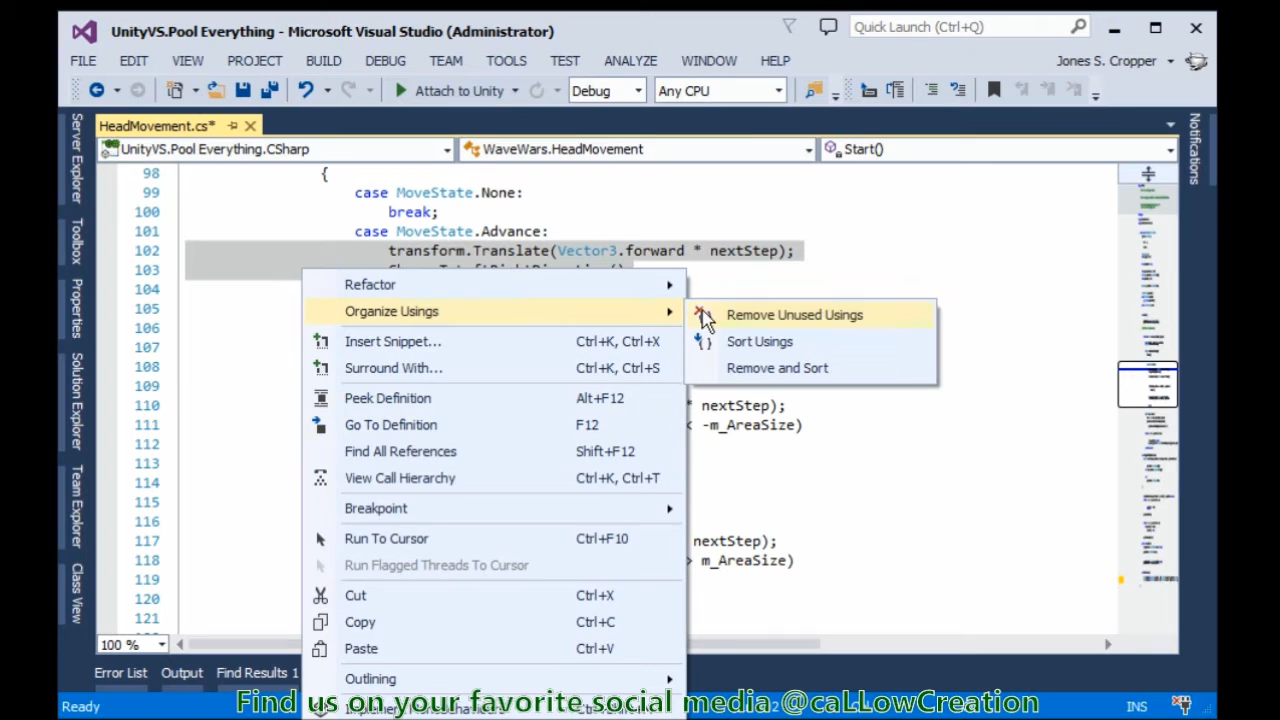 UnityVS.Pool Everything - Microsoft Visual Studio (Administrator)
Quick Launch (Ctrl+Q)
FILE EDIT VIEW PROJECT BUILD DEBUG TEAM TOOLS TEST ANALYZE WINDOW HELP
Jones S. Cropper
Attach to Unity
Debug
Any CPU
HeadMovement.cs*
UnityVS.Pool Everything.CSharp
WaveWars.HeadMovement
Start()
Server Explorer
Toolbox
Properties
Solution Explorer
Team Explorer
Class View
Notifications
98 {
99 case MoveState.None:
100 break;
101 case MoveState.Advance:
102 transform.Translate(Vector3.forward * nextStep);
103
104
105
106
107
108
109
110 * nextStep);
111 < -m_AreaSize)
112
113
114
115
116
117 nextStep);
118 > m_AreaSize)
119
120
121
Refactor
Organize Usings
Insert Snippet... Ctrl+K, Ctrl+X
Surround With... Ctrl+K, Ctrl+S
Peek Definition Alt+F12
Go To Definition F12
Find All References Shift+F12
View Call Hierarchy Ctrl+K, Ctrl+T
Breakpoint
Run To Cursor Ctrl+F10
Run Flagged Threads To Cursor
Cut Ctrl+X
Copy Ctrl+C
Paste Ctrl+V
Outlining
Remove Unused Usings
Sort Usings
Remove and Sort
100 %
Error List Output Find Results 1
Find us on your favorite social media @caLLowCreation
Ready
INS